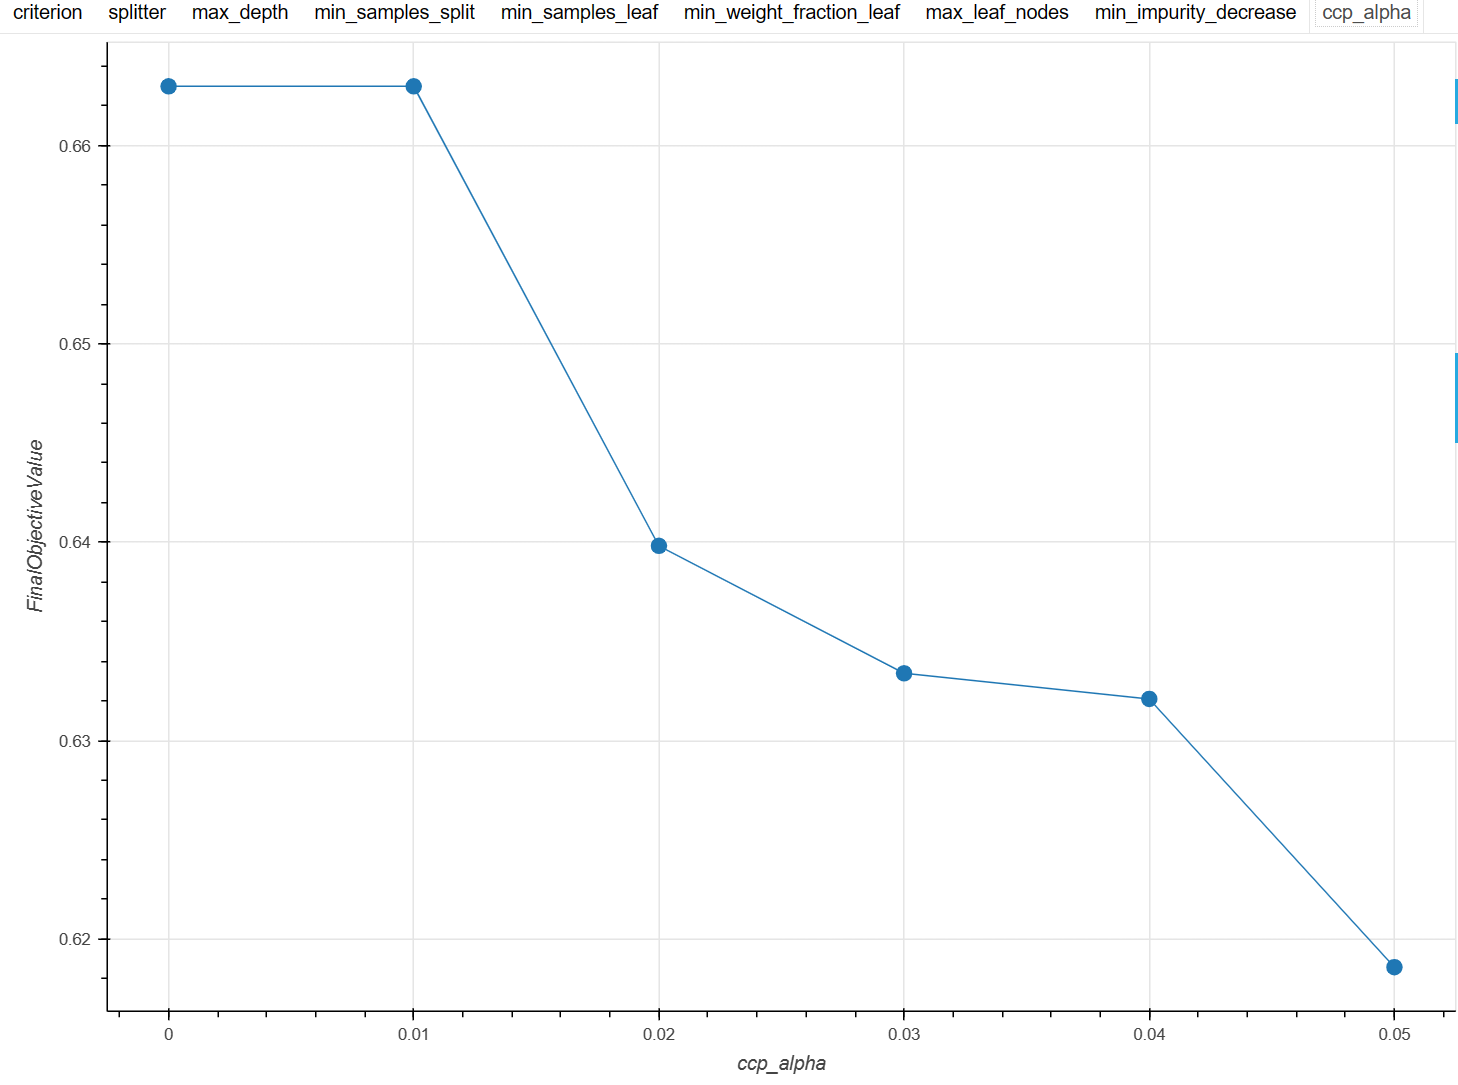 criterion splitter max_depth min_samples_split min_samples_leaf min_weight_fraction_leaf max_leaf_nodes min_impurity_decrease ccp_alpha
0.66
0.65
FinalObjectiveValue
0.64
0.63
0.62
0 0.01 0.02 0.03 0.04 0.05
ccp_alpha